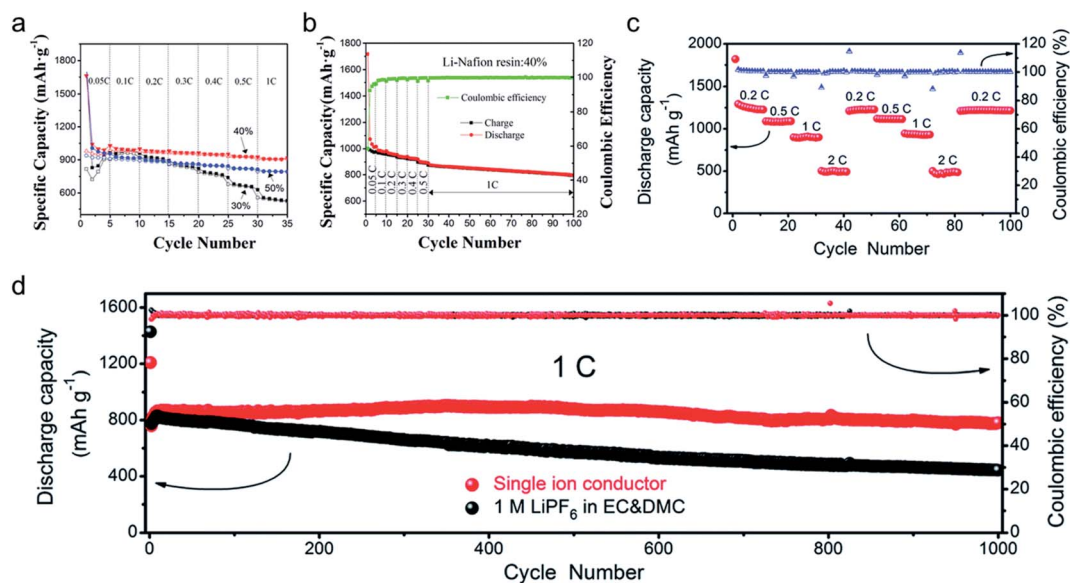 a
Specific Capacity (mAh·g⁻¹)
1800
1500
1200
900
600
0.05C 0.1C 0.2C 0.3C 0.4C 0.5C 1C
40%
50%
30%
0 5 10 15 20 25 30 35
Cycle Number
b
Specific Capacity(mAh·g⁻¹)
1800
1600
1400
1200
1000
800
600
Li-Nafion resin:40%
Coulombic efficiency
Charge
Discharge
0.05 C
0.1 C
0.2 C
0.3 C
0.4 C
0.5 C
1C
120
100
80
60
40
20
Coulombic Efficiency
0 10 20 30 40 50 60 70 80 90 100
Cycle Number
c
Discharge capacity
(mAh g⁻¹)
2000
1500
1000
500
0
0.2 C
0.5 C
1 C
2 C
0.2 C
0.5 C
1 C
2 C
0.2 C
120
100
80
60
40
20
0
Coulombic efficiency (%)
0 20 40 60 80 100
Cycle Number
d
Discharge capacity
(mAh g⁻¹)
1600
1200
800
400
0
1 C
Single ion conductor
1 M LiPF₆ in EC&DMC
100
80
60
40
20
0
Coulombic efficiency (%)
0 200 400 600 800 1000
Cycle Number